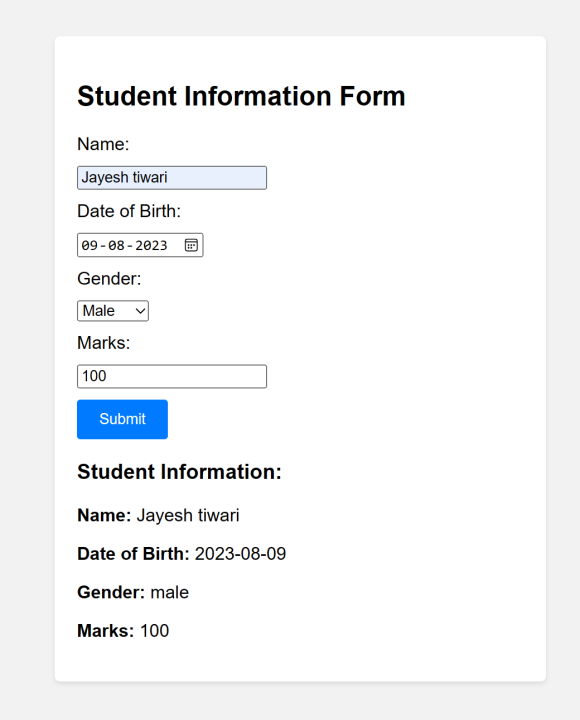 Student Information Form
Name:
Jayesh tiwari
Date of Birth:
09-08-2023
Gender:
Male
Marks:
100
Submit
Student Information:
Name: Jayesh tiwari
Date of Birth: 2023-08-09
Gender: male
Marks: 100